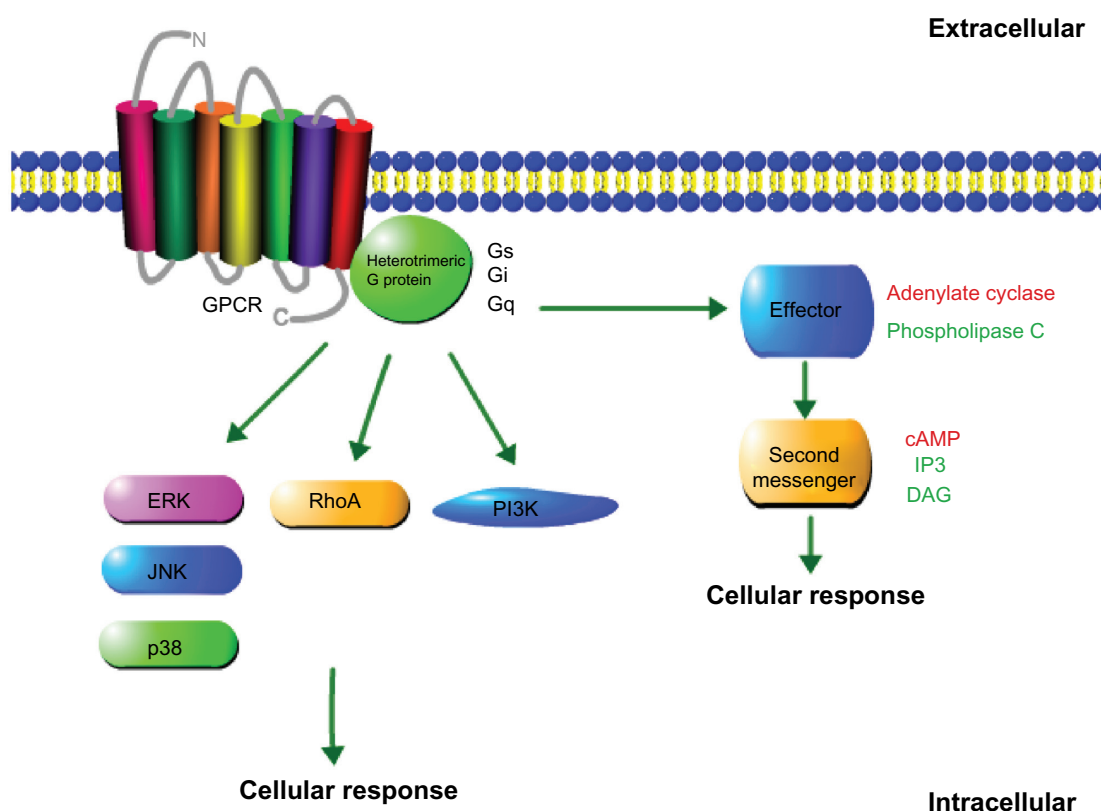 Extracellular
N
Heterotrimeric
G protein
Gs
Gi
Gq
GPCR
C
Effector
Adenylate cyclase
Phospholipase C
Second
messenger
cAMP
IP3
DAG
ERK
RhoA
PI3K
JNK
p38
Cellular response
Cellular response
Intracellular